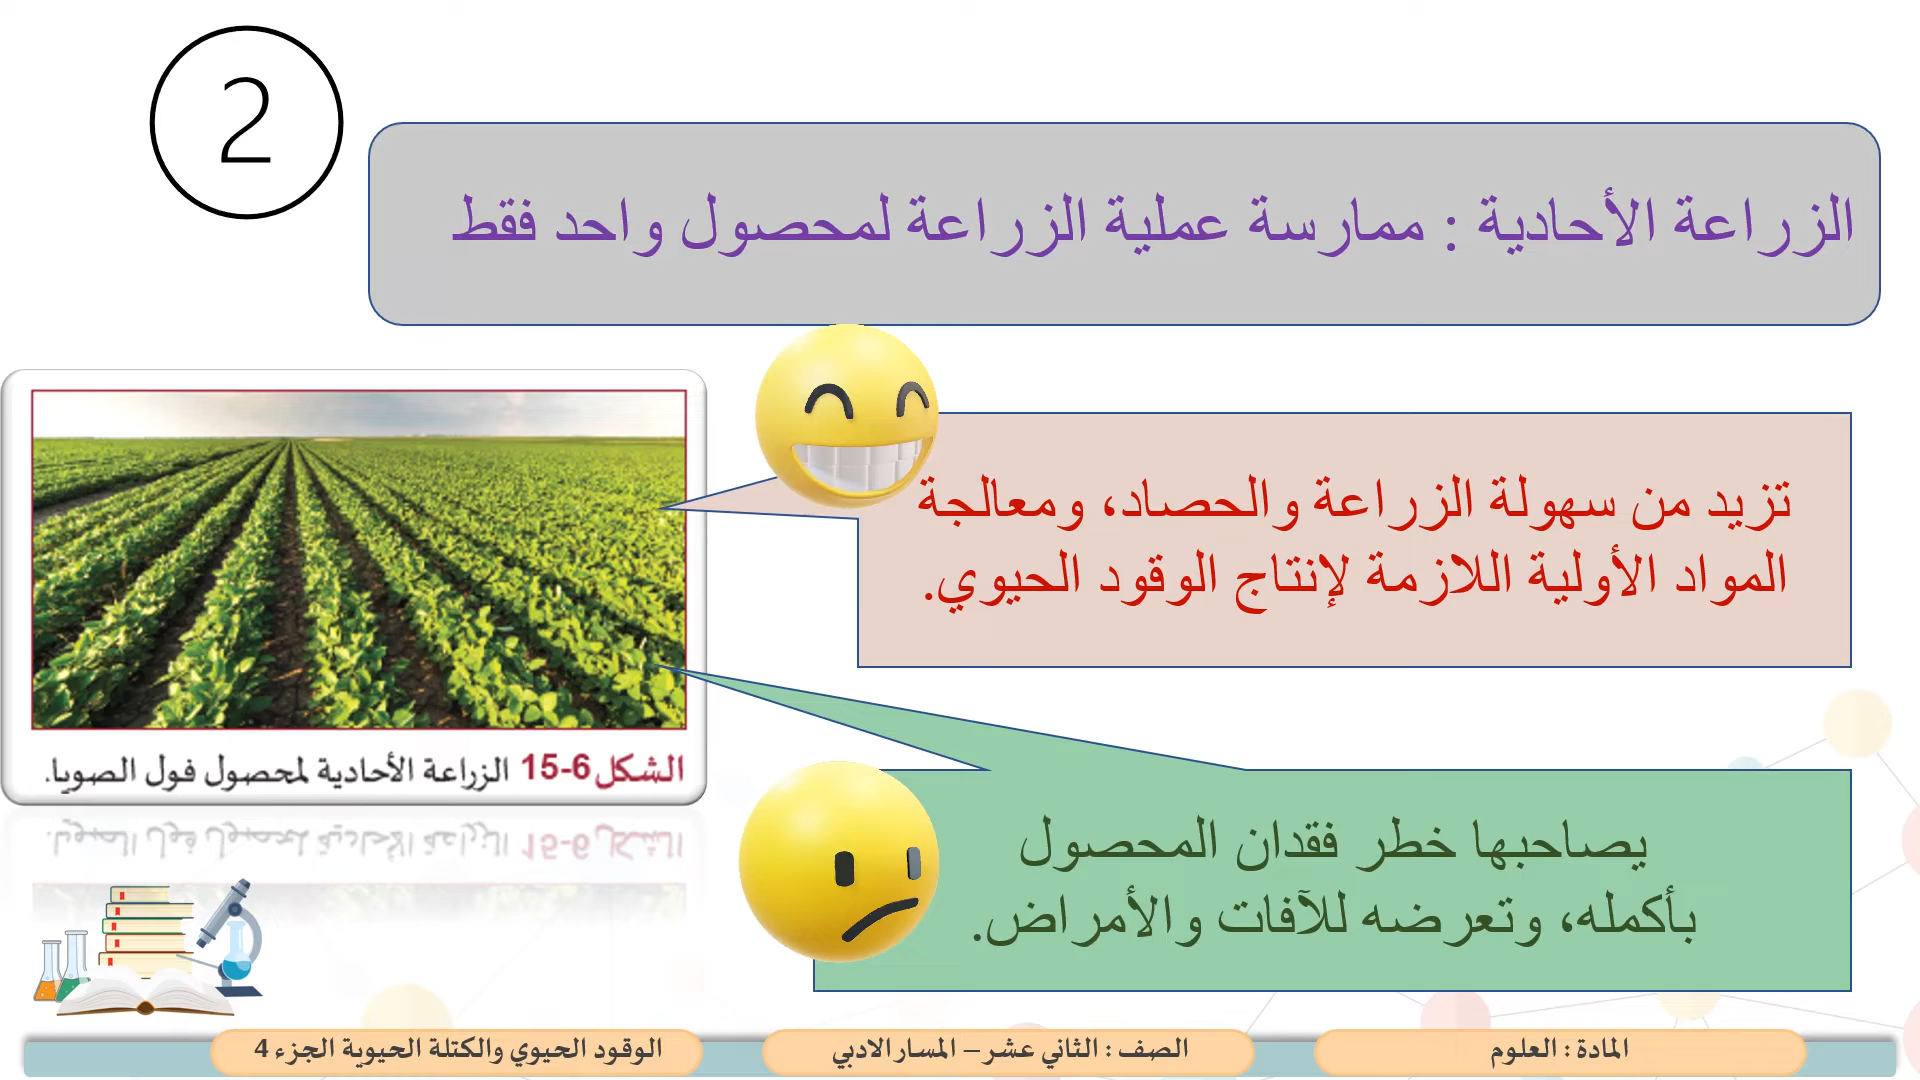 2
الزراعة الأحادية : ممارسة عملية الزراعة لمحصول واحد فقط
تزيد من سهولة الزراعة والحصاد، ومعالجة
المواد الأولية اللازمة لإنتاج الوقود الحيوي.
الشكل 6-15 الزراعة الأحادية لمحصول فول الصويا.
يصاحبها خطر فقدان المحصول
بأكمله، وتعرضه للآفات والأمراض.
المادة : العلوم
الصف : الثاني عشر – المسار الادبي
الوقود الحيوي والكتلة الحيوية الجزء 4